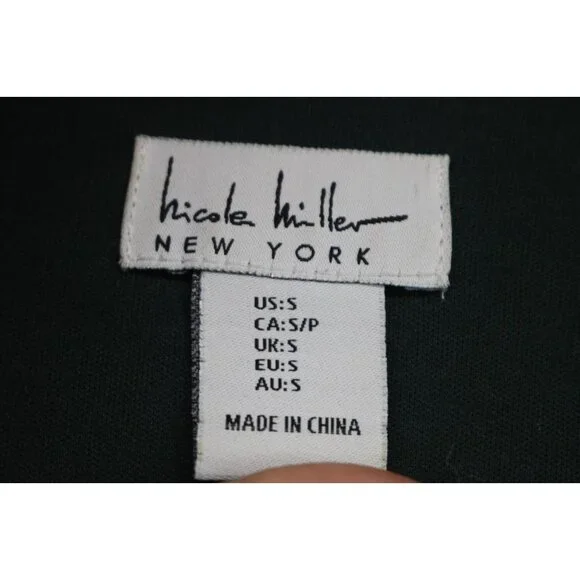 nicole miller
NEW YORK
US:S
CA:S/P
UK:S
EU:S
AU:S
MADE IN CHINA